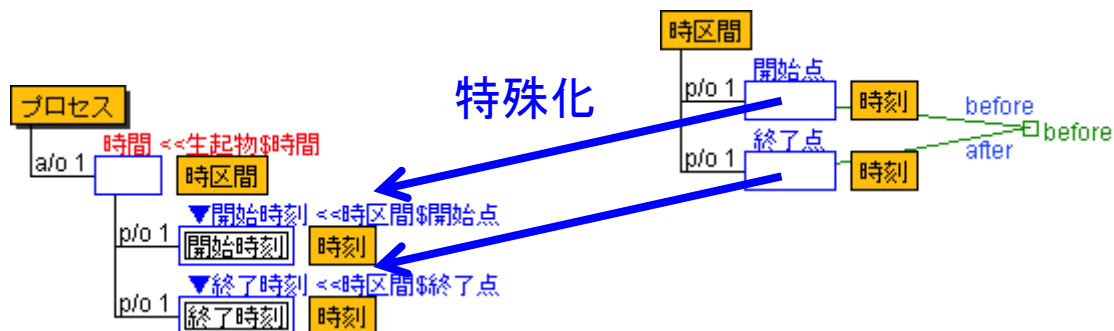 時区間
開始点
p/o 1
時刻
before
before
終了点
after
p/o 1
時刻
特殊化
プロセス
時間 <<生起物$時間
a/o 1
時区間
▼開始時刻 <<時区間$開始点
p/o 1
開始時刻
時刻
▼終了時刻 <<時区間$終了点
p/o 1
終了時刻
時刻